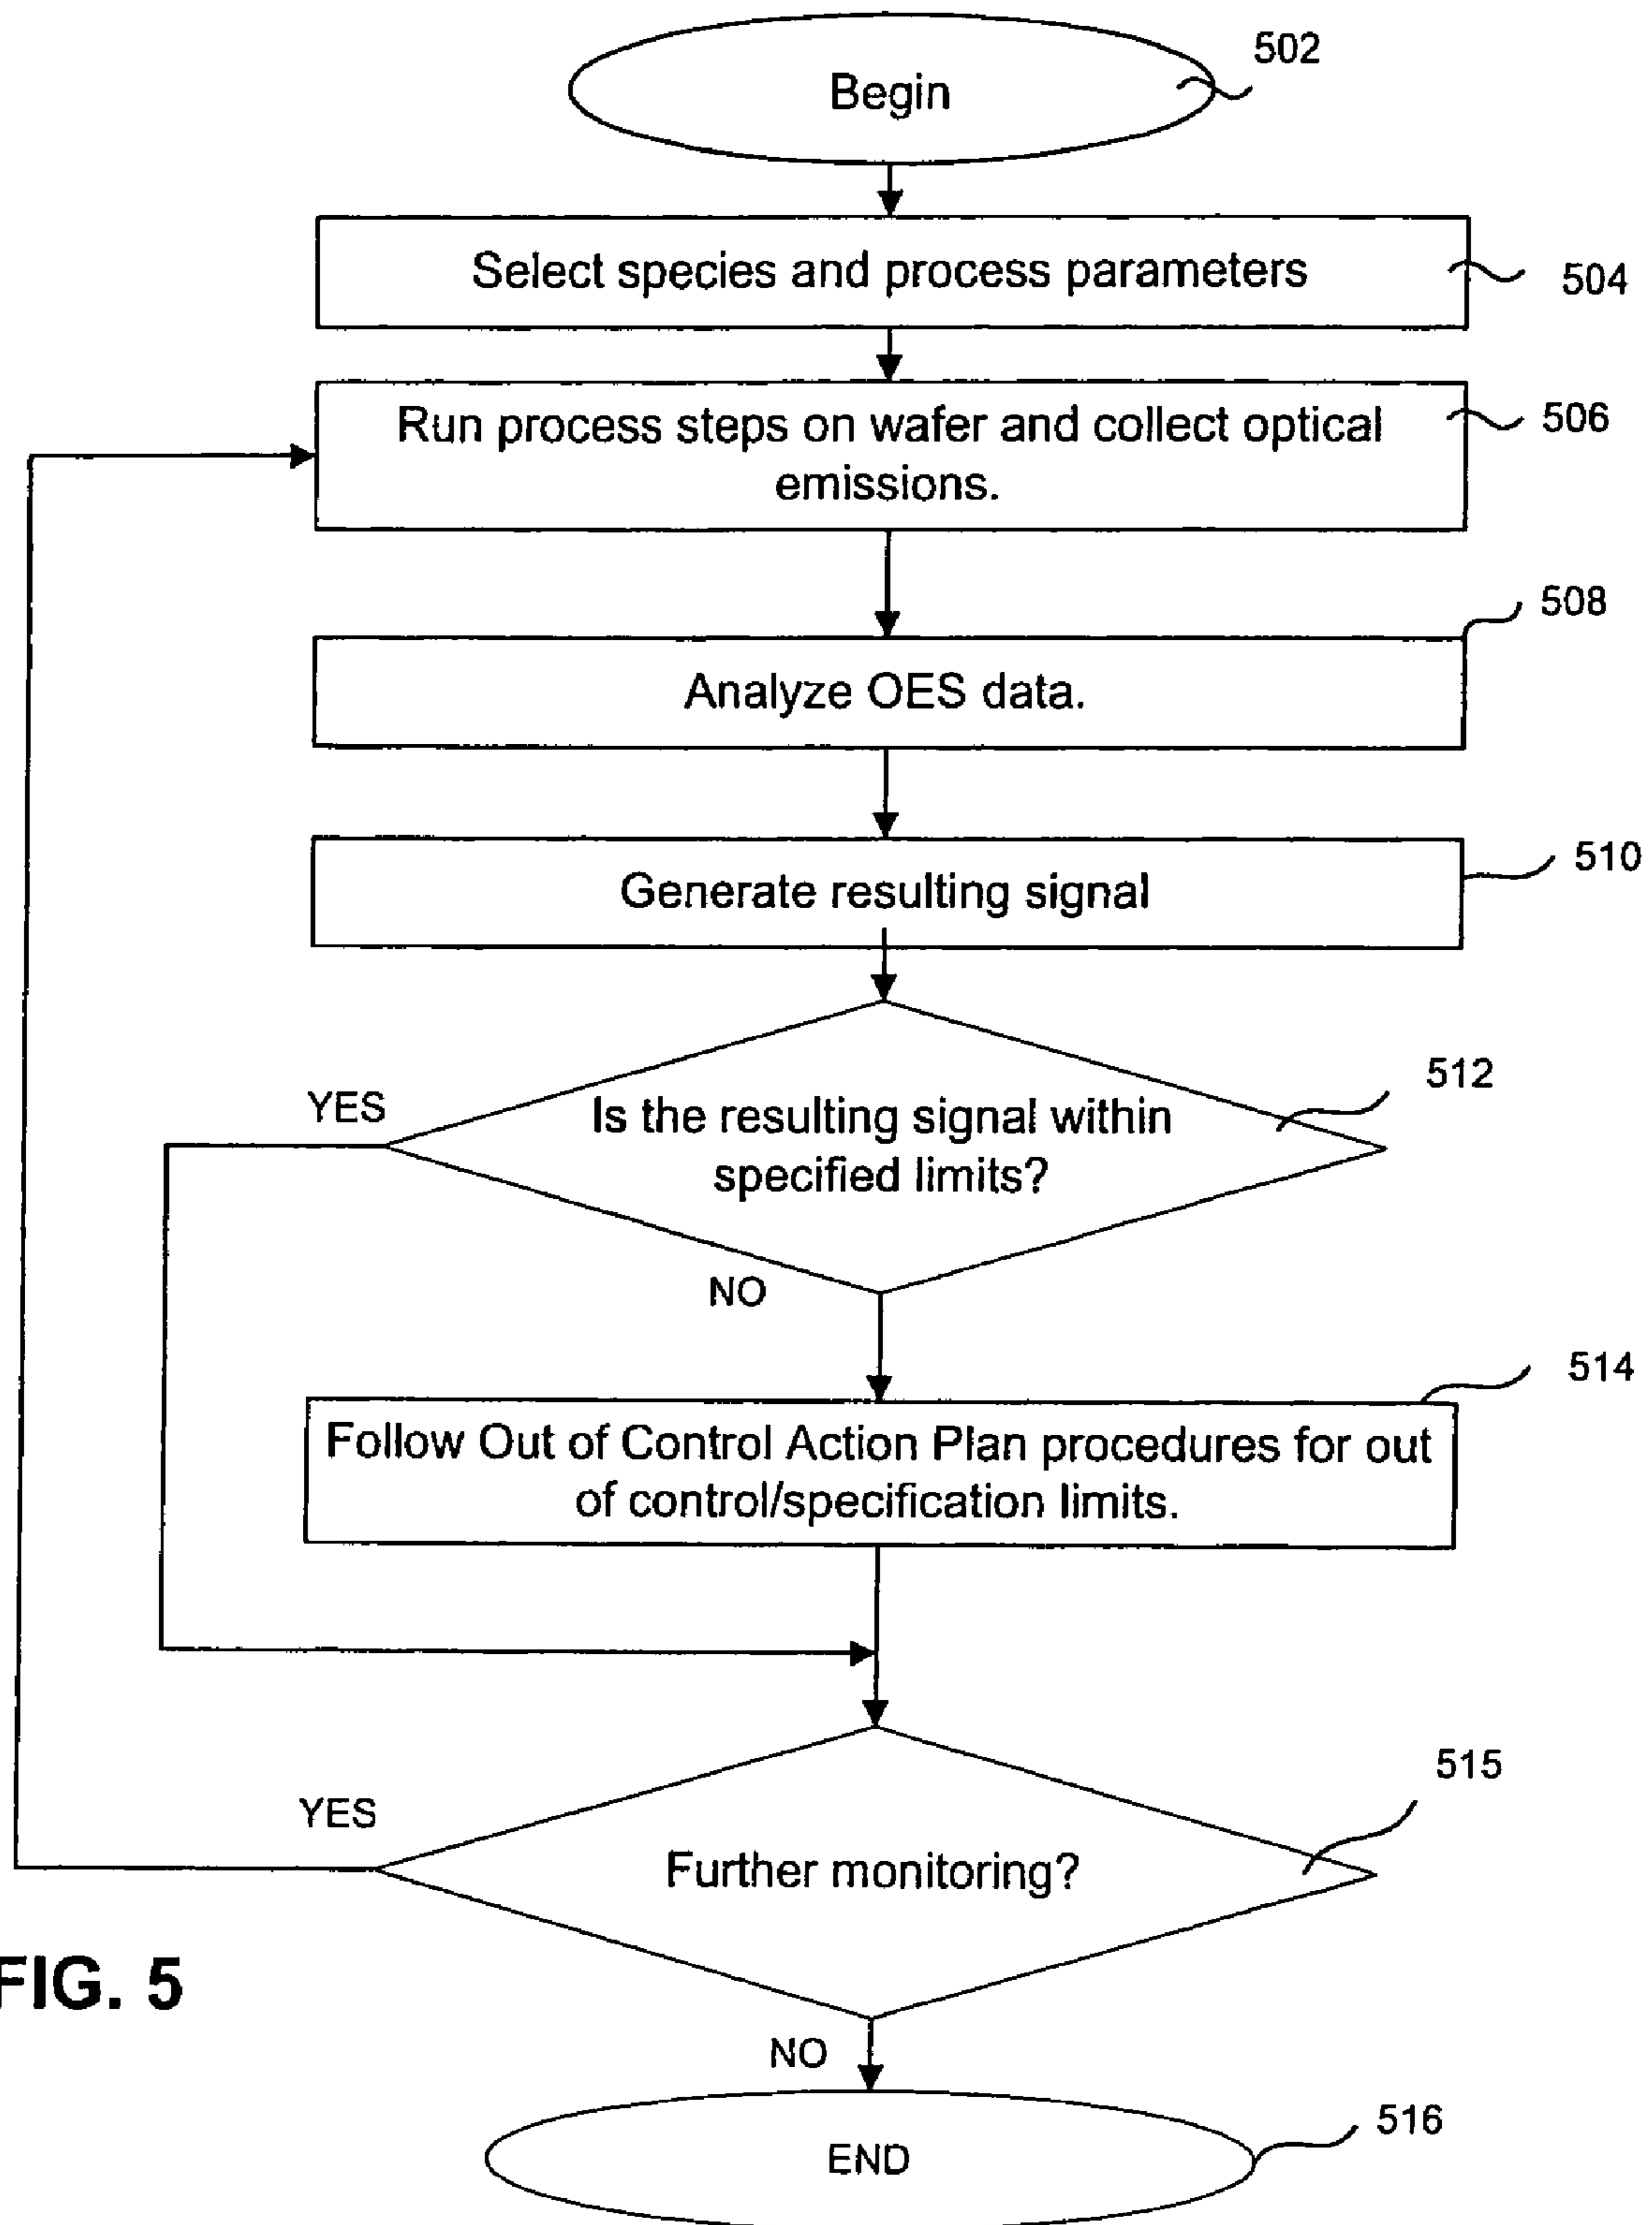 502
Begin
Select species and process parameters
504
Run process steps on wafer and collect optical
emissions.
506
508
Analyze OES data.
510
Generate resulting signal
512
YES
Is the resulting signal within
specified limits?
NO
514
Follow Out of Control Action Plan procedures for out
of control/specification limits.
515
YES
Further monitoring?
FIG. 5
NO
516
END